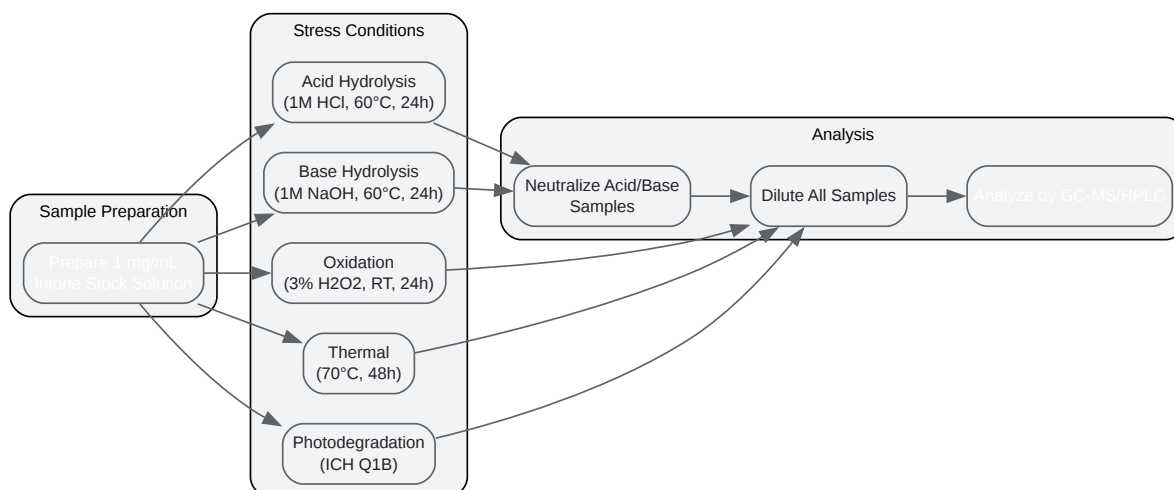 Sample Preparation
Prepare 1 mg/mL
Iritone Stock Solution
Stress Conditions
Acid Hydrolysis
(1M HCl, 60°C, 24h)
Base Hydrolysis
(1M NaOH, 60°C, 24h)
Oxidation
(3% H2O2, RT, 24h)
Thermal
(70°C, 48h)
Photodegradation
(ICH Q1B)
Analysis
Neutralize Acid/Base
Samples
Dilute All Samples
Analyze by GC-MS/HPLC